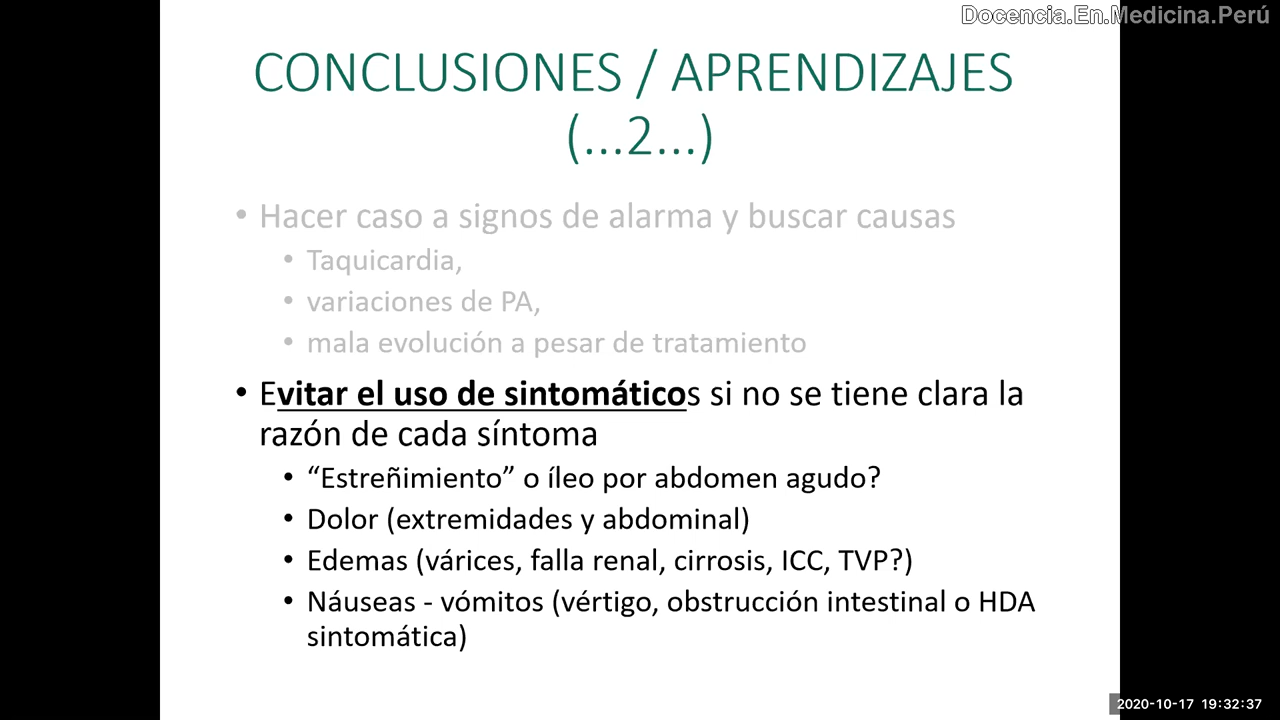 Docencia.En.Medicina.Perú
CONCLUSIONES / APRENDIZAJES
(...2...)
• Hacer caso a signos de alarma y buscar causas
• Taquicardia,
• variaciones de PA,
• mala evolución a pesar de tratamiento
• Evitar el uso de sintomáticos si no se tiene clara la
razón de cada síntoma
• “Estreñimiento” o íleo por abdomen agudo?
• Dolor (extremidades y abdominal)
• Edemas (várices, falla renal, cirrosis, ICC, TVP?)
• Náuseas - vómitos (vértigo, obstrucción intestinal o HDA
sintomática)
2020-10-17 19:32:37